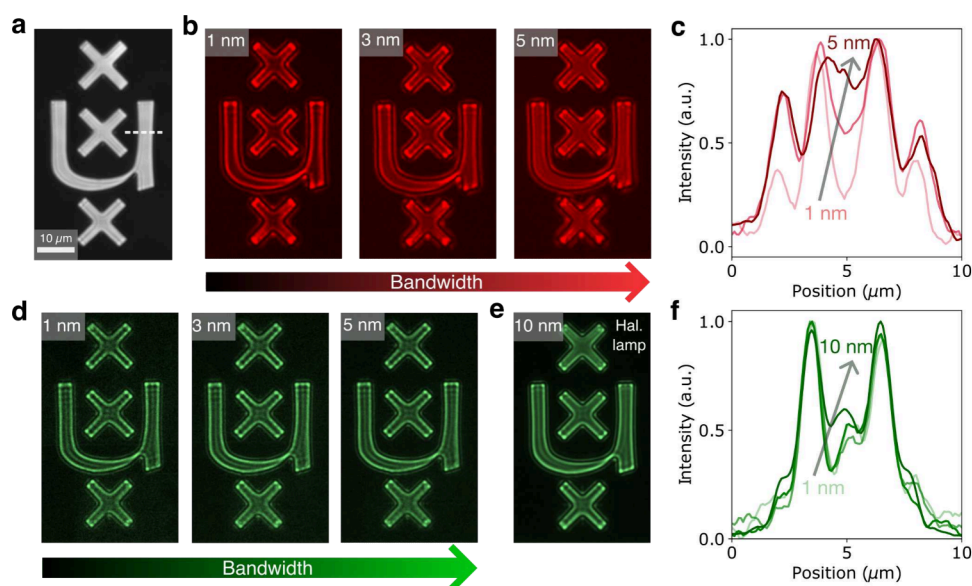 a
10 µm
b
1 nm
3 nm
5 nm
Bandwidth
c
1.0
0.5
0.0
Intensity (a.u.)
5 nm
1 nm
0
5
10
Position (µm)
d
1 nm
3 nm
5 nm
Bandwidth
e
10 nm
Hal.
lamp
f
1.0
0.5
0.0
Intensity (a.u.)
10 nm
1 nm
0
5
10
Position (µm)